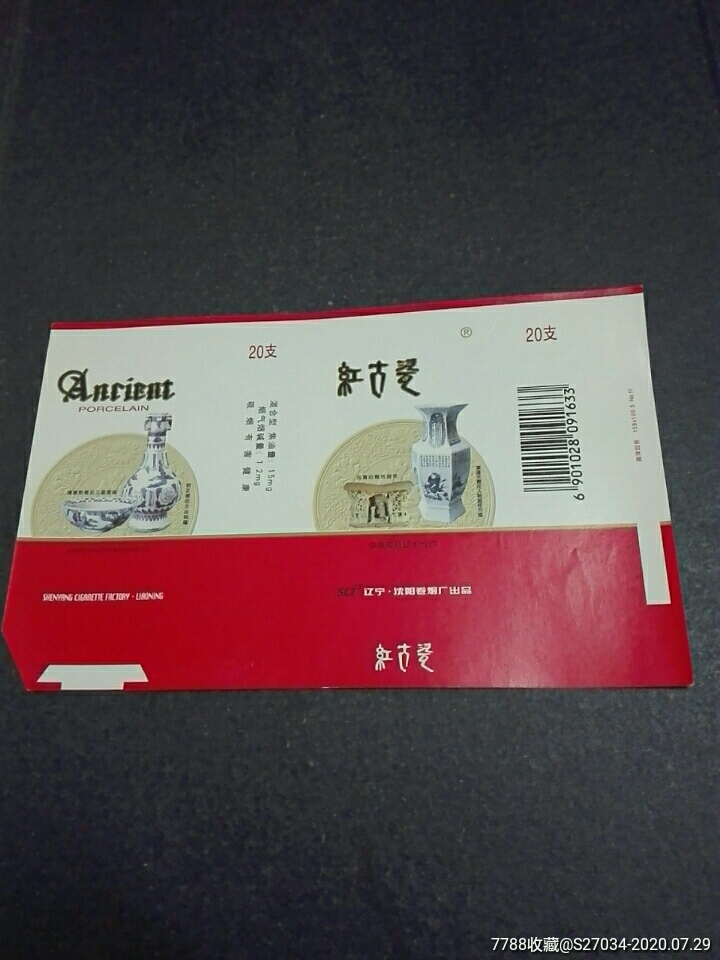 20支
20支
®
Ancient
PORCELAIN
红古瓷
混合型 焦油量：15mg
烟气烟碱量：1.2mg
吸烟有害健康
6 901028 091633
SHENYANG CIGARETTE FACTORY·LIAONING
SCF 辽宁·沈阳卷烟厂出品
红古瓷
7788收藏@S27034-2020.07.29